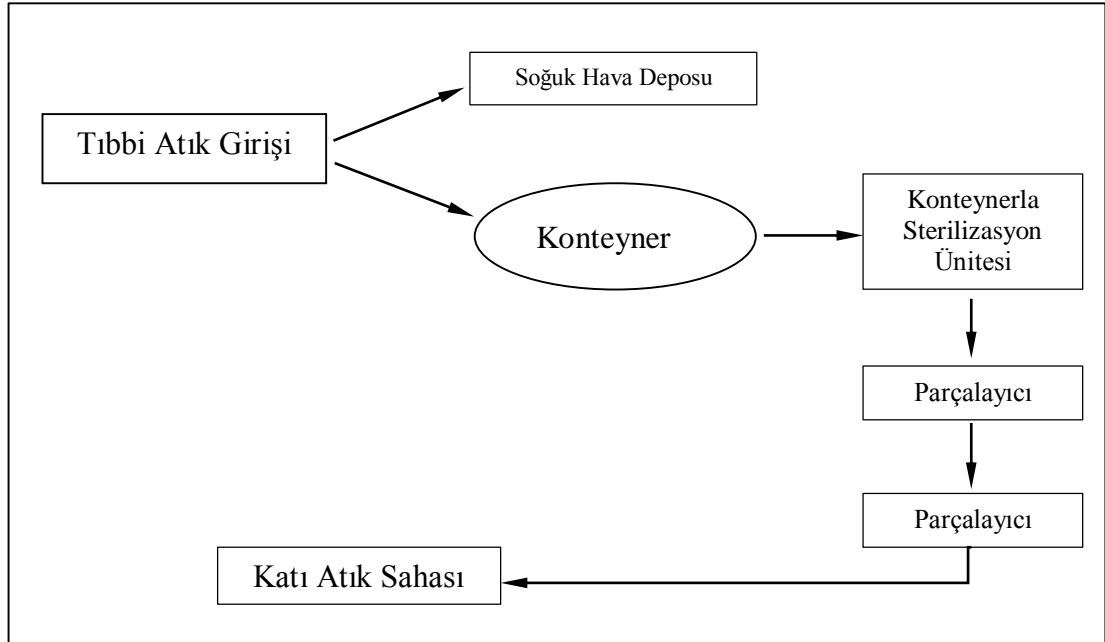 Soğuk Hava Deposu
Tıbbi Atık Girişi
Konteyner
Konteynerla
Sterilizasyon
Ünitesi
Parçalayıcı
Parçalayıcı
Katı Atık Sahası